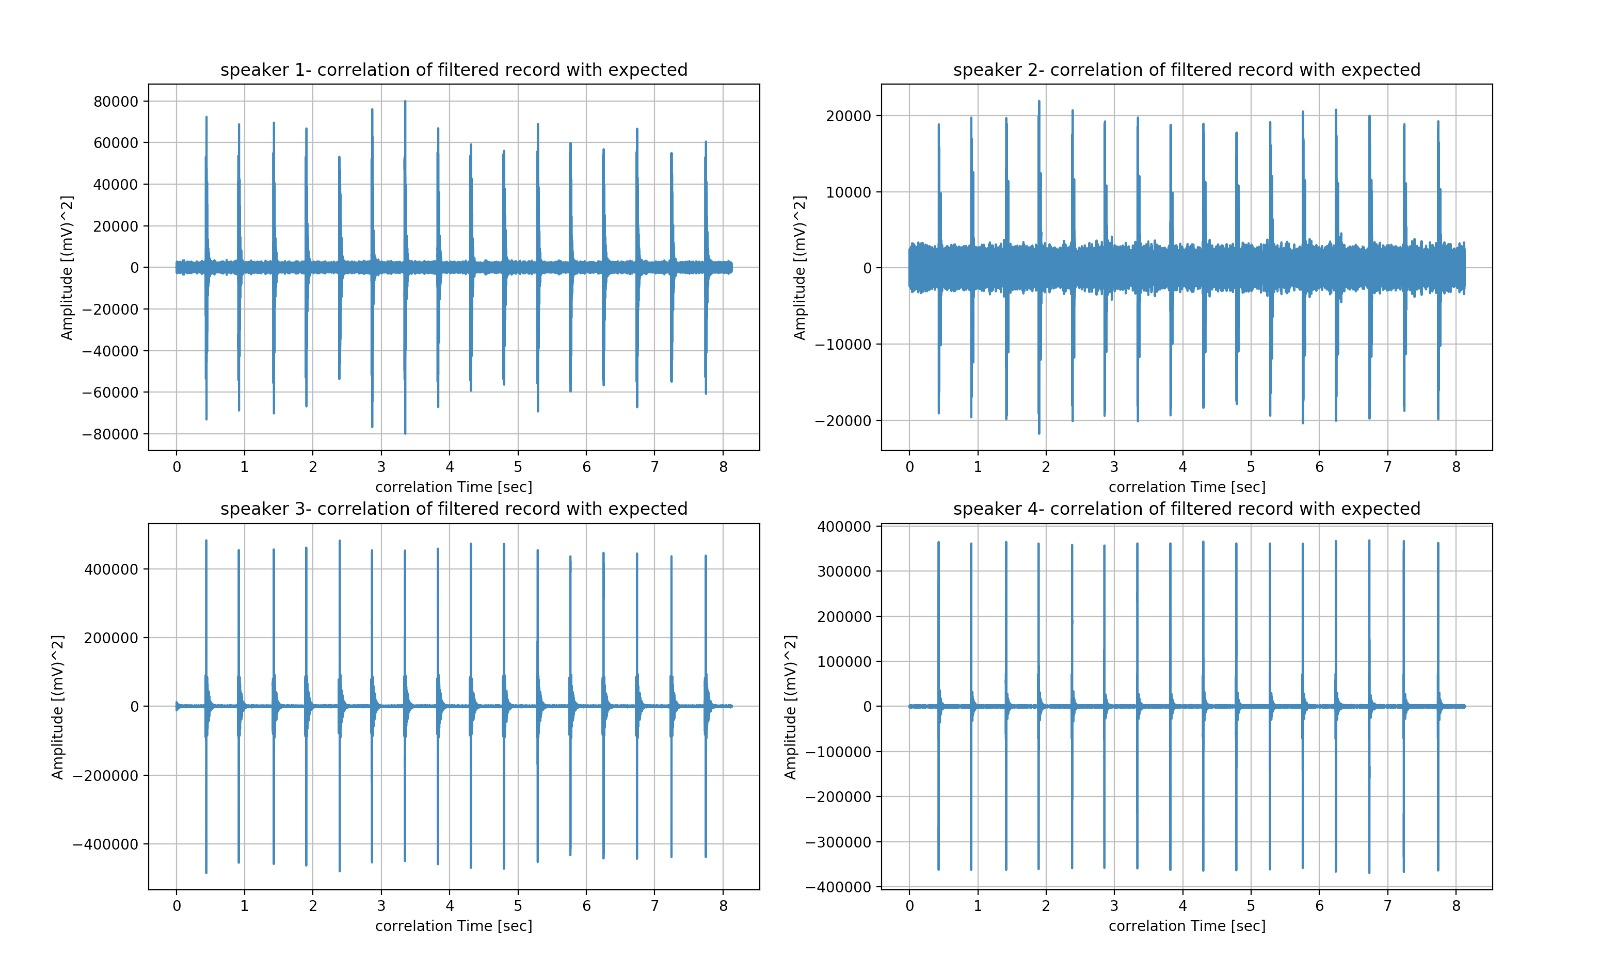 speaker 1- correlation of filtered record with expected
80000
60000
40000
20000
0
−20000
−40000
−60000
−80000
Amplitude [(mV)^2]
0 1 2 3 4 5 6 7 8
correlation Time [sec]
speaker 2- correlation of filtered record with expected
20000
10000
0
−10000
−20000
Amplitude [(mV)^2]
0 1 2 3 4 5 6 7 8
correlation Time [sec]
speaker 3- correlation of filtered record with expected
400000
200000
0
−200000
−400000
Amplitude [(mV)^2]
0 1 2 3 4 5 6 7 8
correlation Time [sec]
speaker 4- correlation of filtered record with expected
400000
300000
200000
100000
0
−100000
−200000
−300000
−400000
Amplitude [(mV)^2]
0 1 2 3 4 5 6 7 8
correlation Time [sec]